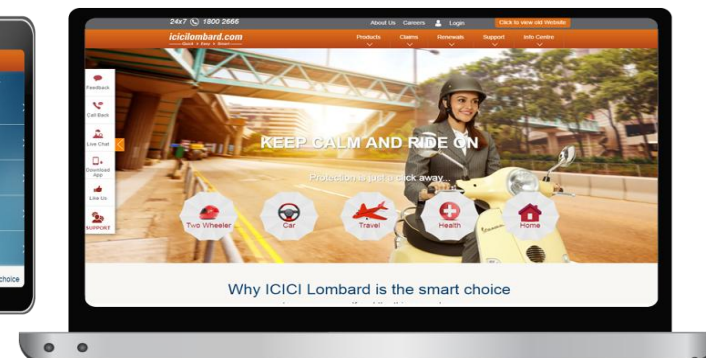 24x7 1800 2666
About Us Careers Login
Click to view old Website
icicilombard.com
Products Claims Renewals Support Info Centre
Feedback
Call Back
Live Chat
Download
App
Like Us
SUPPORT
KEEP CALM AND RIDE ON
Protection is just a click away...
Two Wheeler
Car
Travel
Health
Home
Why ICICI Lombard is the smart choice
choice